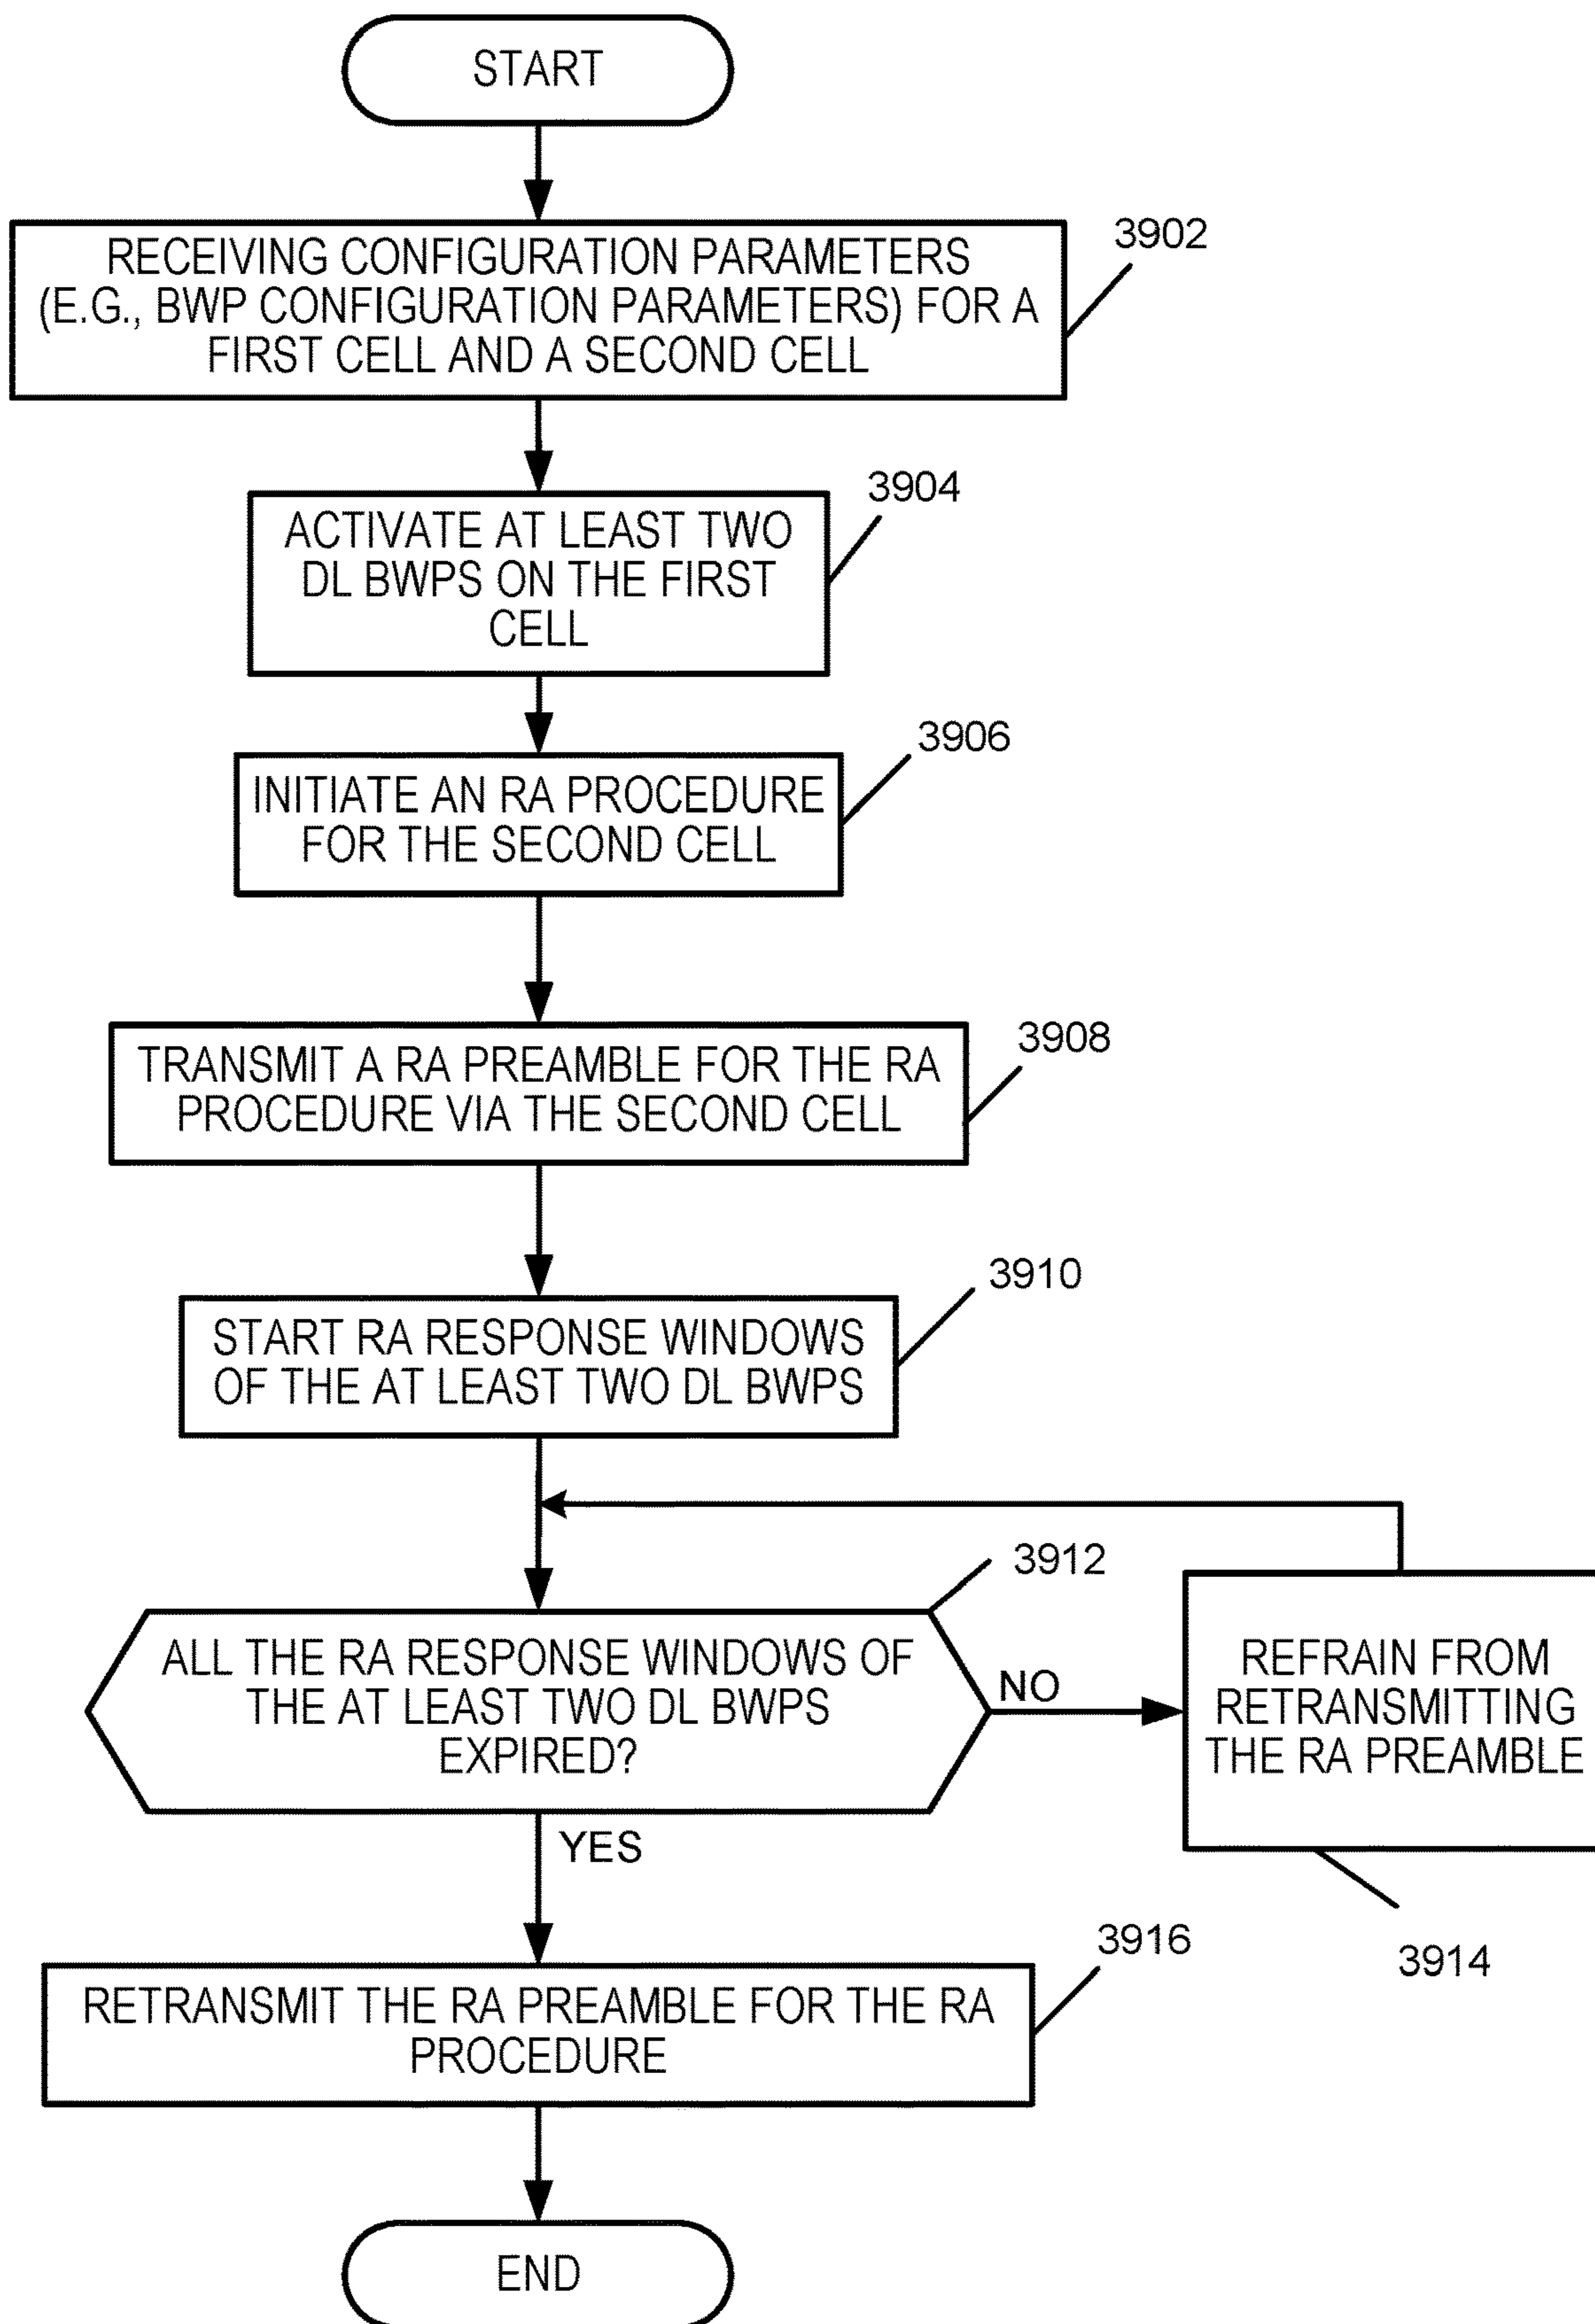 START
RECEIVING CONFIGURATION PARAMETERS
(E.G., BWP CONFIGURATION PARAMETERS) FOR A
FIRST CELL AND A SECOND CELL
3902
ACTIVATE AT LEAST TWO
DL BWPS ON THE FIRST
CELL
3904
INITIATE AN RA PROCEDURE
FOR THE SECOND CELL
3906
TRANSMIT A RA PREAMBLE FOR THE RA
PROCEDURE VIA THE SECOND CELL
3908
START RA RESPONSE WINDOWS
OF THE AT LEAST TWO DL BWPS
3910
ALL THE RA RESPONSE WINDOWS OF
THE AT LEAST TWO DL BWPS
EXPIRED?
3912
NO
REFRAIN FROM
RETRANSMITTING
THE RA PREAMBLE
3914
YES
RETRANSMIT THE RA PREAMBLE FOR THE RA
PROCEDURE
3916
END